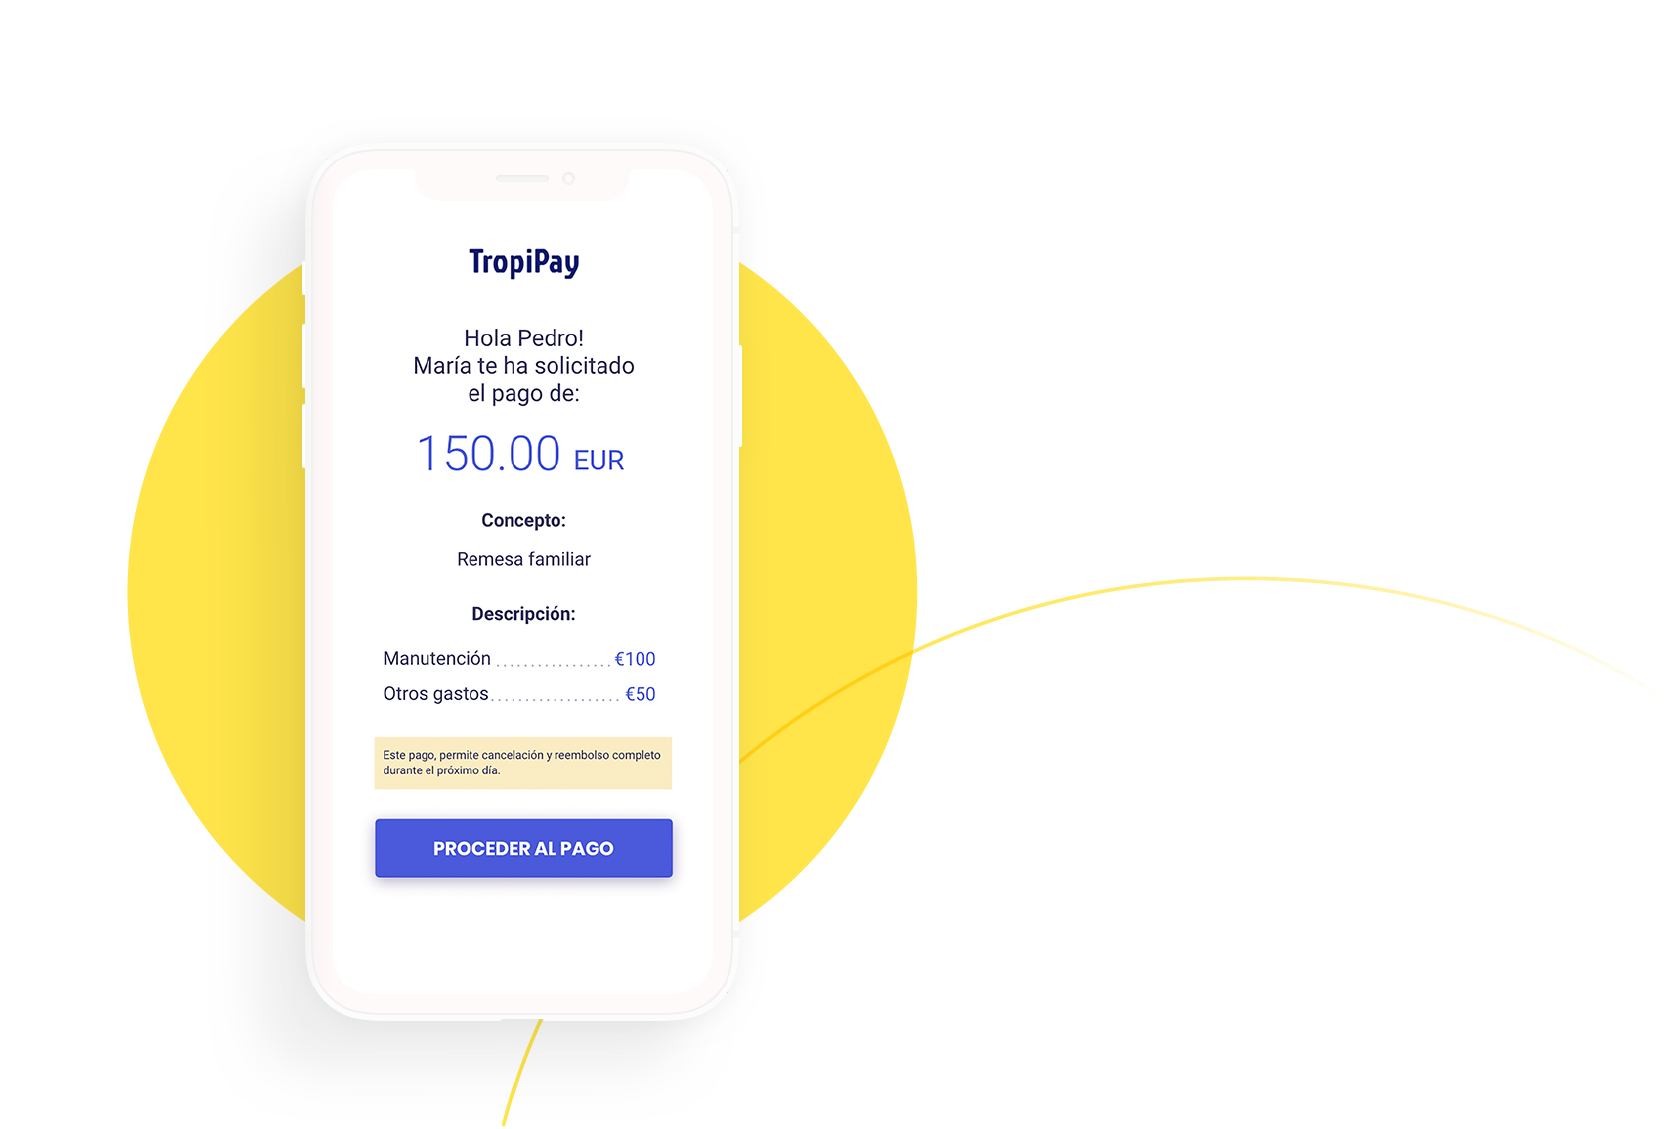 TropiPay
Hola Pedro!
María te ha solicitado
el pago de:
150.00 EUR
Concepto:
Remesa familiar
Descripción:
Manutención ................. €100
Otros gastos ................... €50
Este pago, permite cancelación y reembolso completo
durante el próximo día.
PROCEDER AL PAGO